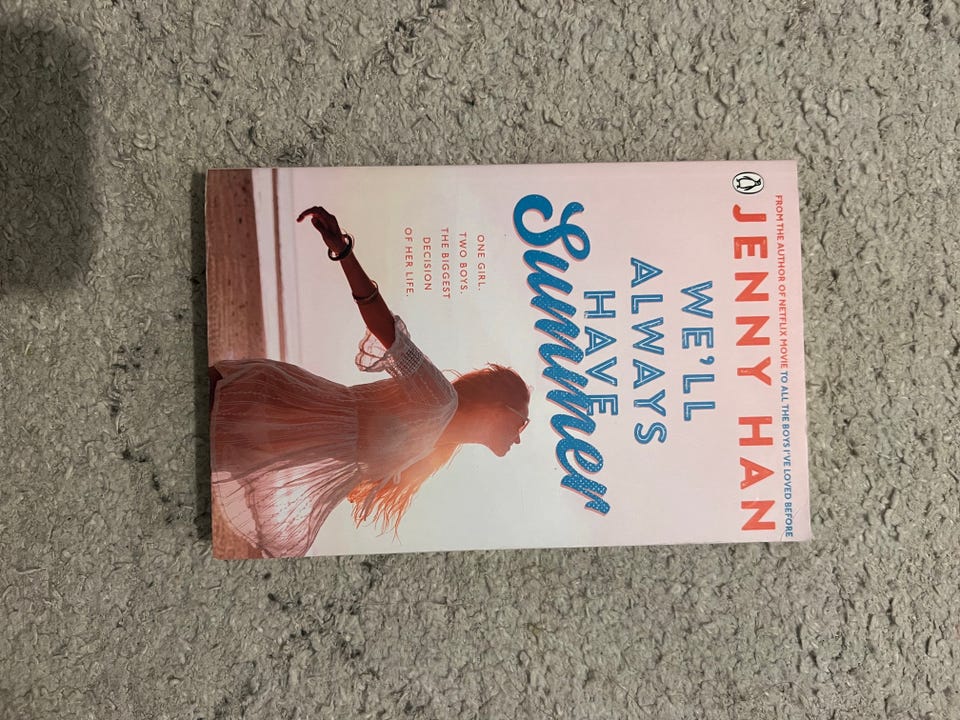 FROM THE AUTHOR OF NETFLIX MOVIE TO ALL THE BOYS I'VE LOVED BEFORE
JENNY HAN
WE'LL
ALWAYS
HAVE
Summer
ONE GIRL.
TWO BOYS.
THE BIGGEST
DECISION
OF HER LIFE.